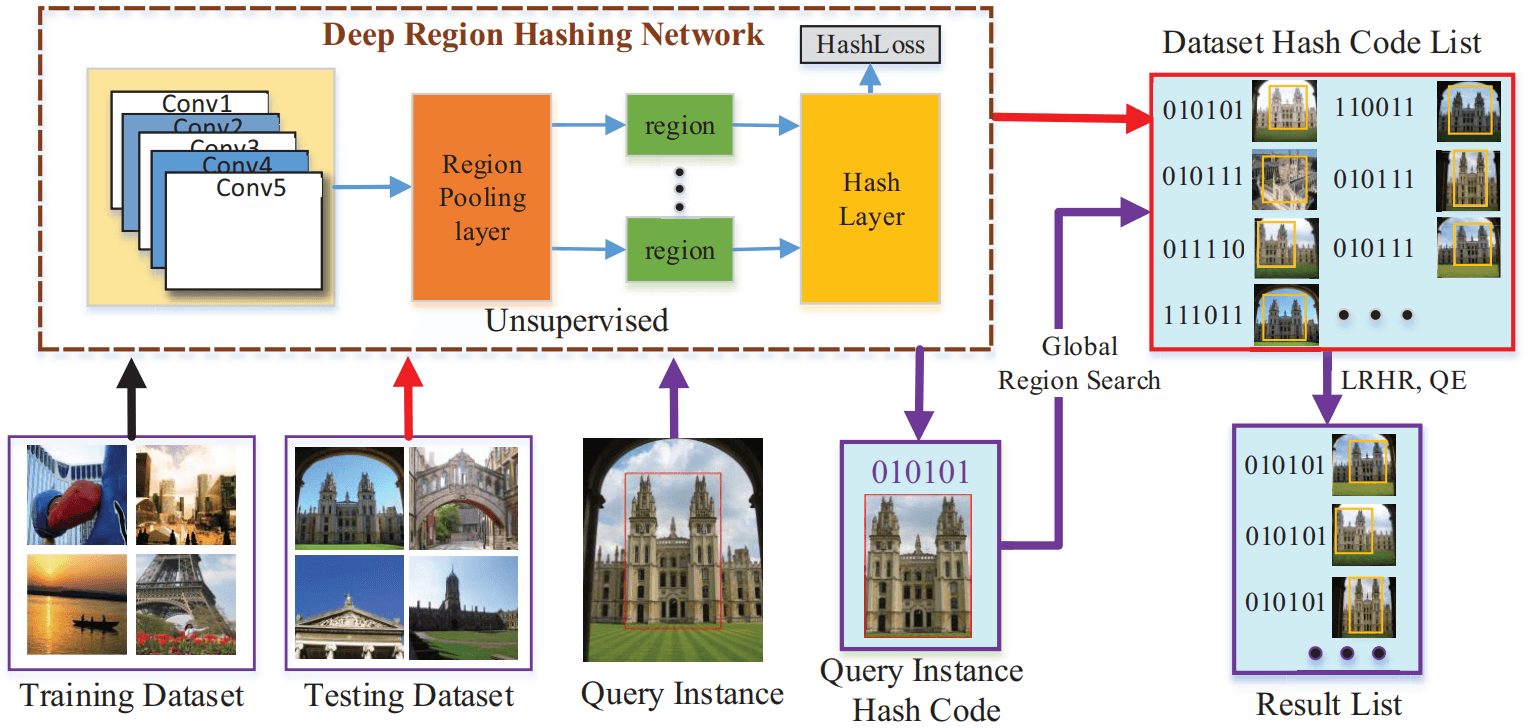 Deep Region Hashing Network
HashLoss
Conv1
Conv2
Conv3
Conv4
Conv5
Region
Pooling
layer
region
region
Hash
Layer
Unsupervised
Dataset Hash Code List
010101
110011
010111
010111
011110
010111
111011
Global
Region Search
LRHR, QE
010101
010101
010101
010101
Training Dataset
Testing Dataset
Query Instance
Query Instance
Hash Code
Result List